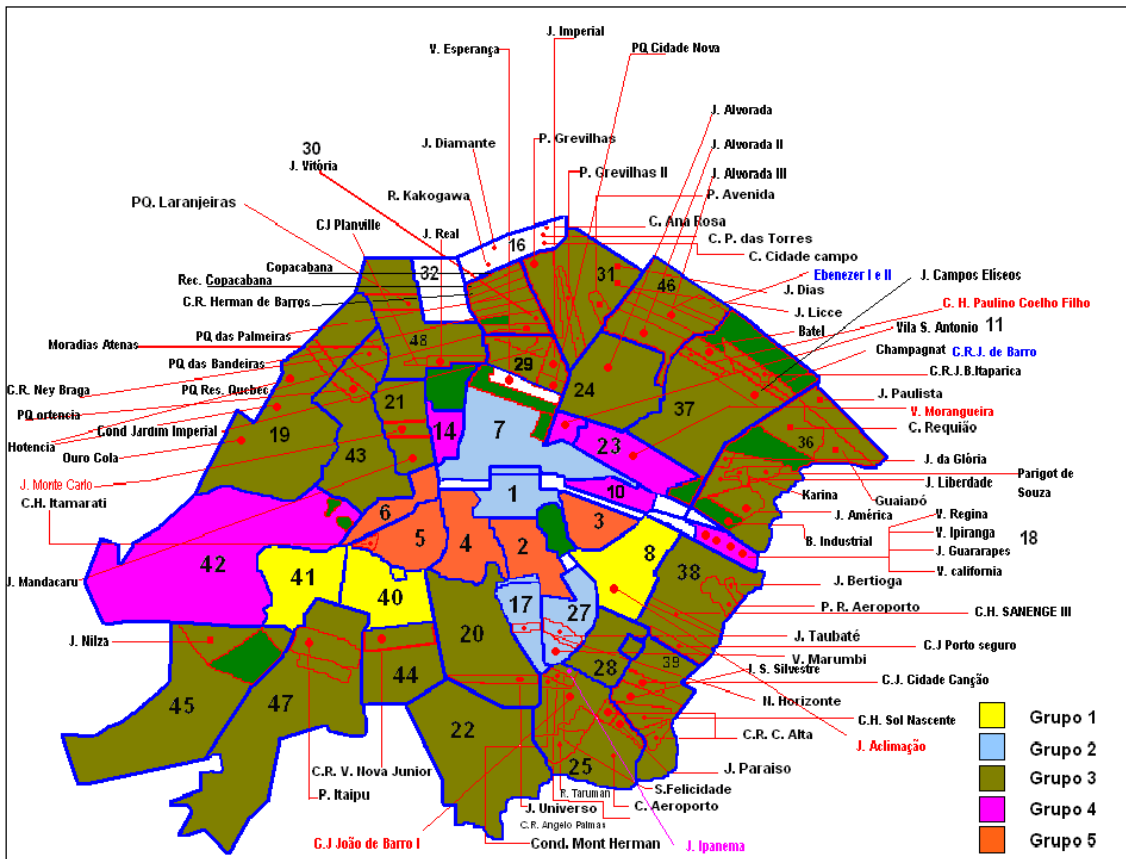 J. Imperial
V. Esperança
PQ Cidade Nova
J. Alvorada
P. Grevilhas
J. Diamante
J. Alvorada II
30
J. Vitória
P. Grevilhas II
J. Alvorada III
R. Kakogawa
P. Avenida
PQ. Laranjeiras
CJ Planville
J. Real
C. Ana Rosa
16
C. P. das Torres
C. Cidade campo
Copacabana
32
31
46
Ebenezer I e II
J. Campos Eliseos
Rec. Copacabana
J. Dias
C.R. Herman de Barros
J. Licce
C. H. Paulino Coelho Filho
Batel
Vila S. Antonio 11
PQ das Palmeiras
48
Moradias Atenas
Champagnat
C.R.J. de Barro
PQ das Bandeiras
29
C.R.J.B.Itaparica
C.R. Ney Braga
PQ Res. Quebec
24
J. Paulista
PQ ortencia
21
37
V. Morangueira
Cond Jardim Imperial
14
7
23
C. Requião
Hotencia
19
36
Ouro Cola
43
J. da Glória
J. Monte Carlo
Parigot de
Souza
J. Liberdade
C.H. Itamarati
1
10
Karina
Guaiapó
J. América
V. Regina
6
3
B. Industrial
V. Ipiranga
18
5
4
2
J. Guararapes
42
8
V. california
J. Mandacaru
41
38
J. Bertioga
40
17
27
P. R. Aeroporto
C.H. SANENGE III
J. Nilza
20
J. Taubaté
C.J Porto seguro
39
V. Marumbi
44
28
J. S. Silvestre
C.J. Cidade Canção
45
47
N. Horizonte
22
C.H. Sol Nascente
Grupo 1
C.R. C. Alta
J. Aclimação
Grupo 2
25
C.R. V. Nova Junior
J. Paraiso
Grupo 3
S.Felicidade
P. Itaipu
R. Taruman
C. Aeroporto
J. Universo
Grupo 4
C.R. Angelo Palmas
C.J João de Barro I
Cond. Mont Herman
J. Ipanema
Grupo 5